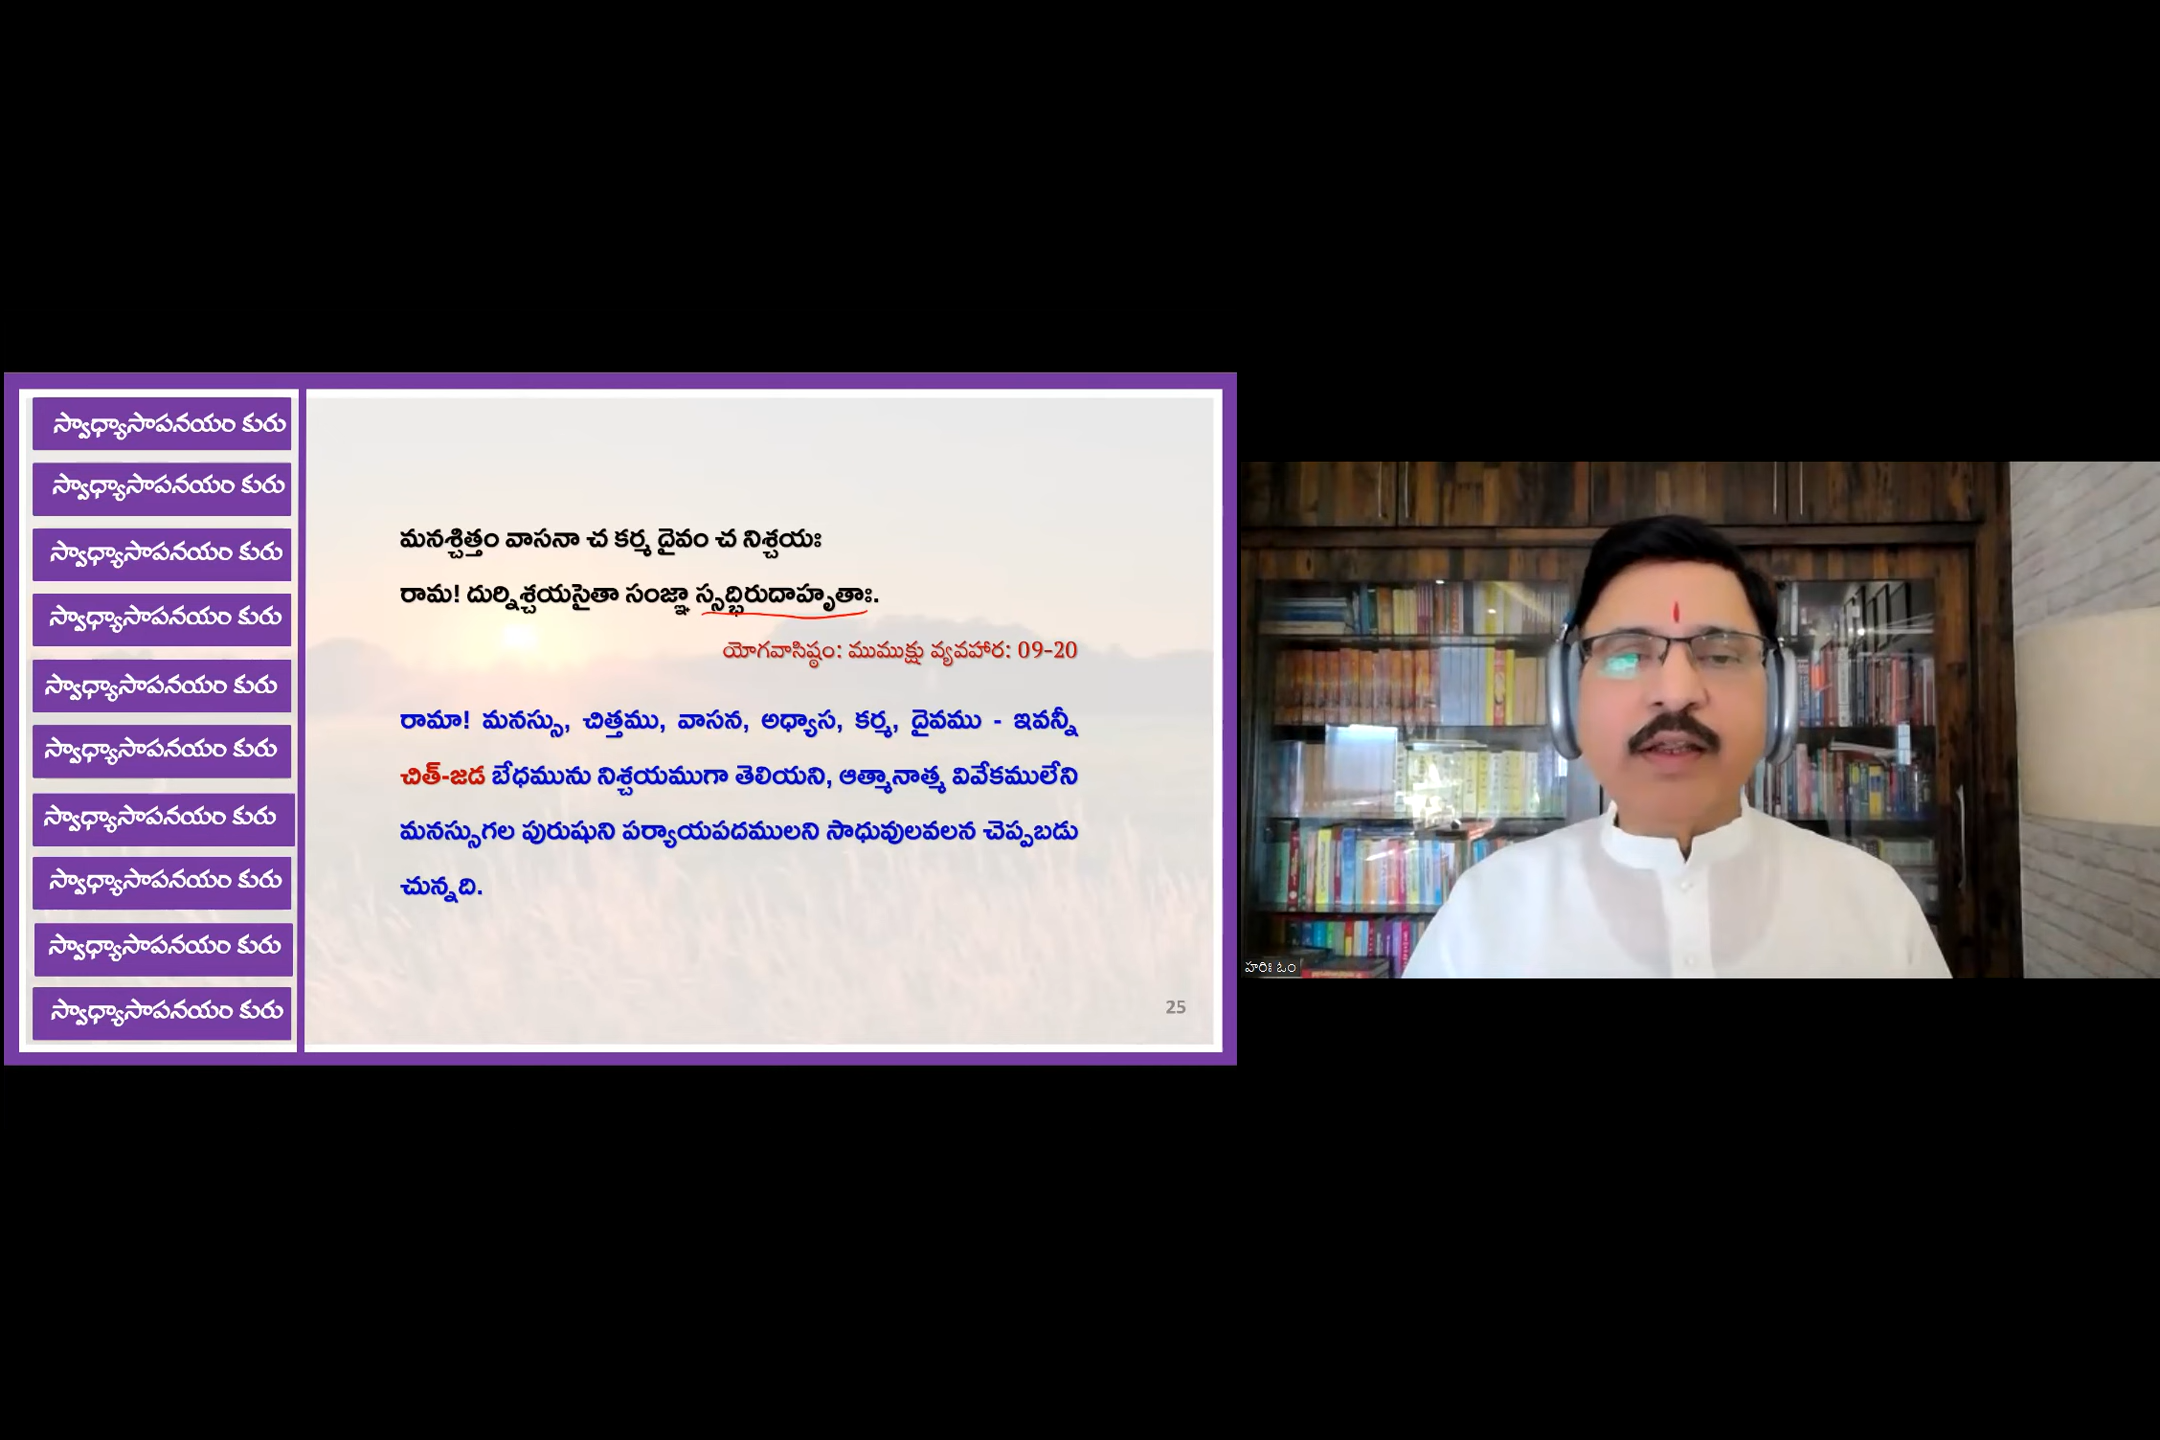 స్వాధ్యాసాపనయం కురు
స్వాధ్యాసాపనయం కురు
స్వాధ్యాసాపనయం కురు
స్వాధ్యాసాపనయం కురు
స్వాధ్యాసాపనయం కురు
స్వాధ్యాసాపనయం కురు
స్వాధ్యాసాపనయం కురు
స్వాధ్యాసాపనయం కురు
స్వాధ్యాసాపనయం కురు
స్వాధ్యాసాపనయం కురు
మనశ్చిత్తం వాసనా చ కర్మ దైవం చ నిశ్చయః
రామ! దుర్నిశ్చయస్యైతా సంజ్ఞా స్సద్భిరుదాహృతాః.
యోగవాసిష్ఠం: ముముక్షు వ్యవహార: 09-20
రామా! మనస్సు, చిత్తము, వాసన, అధ్యాస, కర్మ, దైవము - ఇవన్నీ
చిత్-జడ బేధమును నిశ్చయముగా తెలియని, ఆత్మానాత్మ వివేకములేని
మనస్సుగల పురుషుని పర్యాయపదములని సాధువులవలన చెప్పబడు
చున్నది.
25
హరిః ఓం